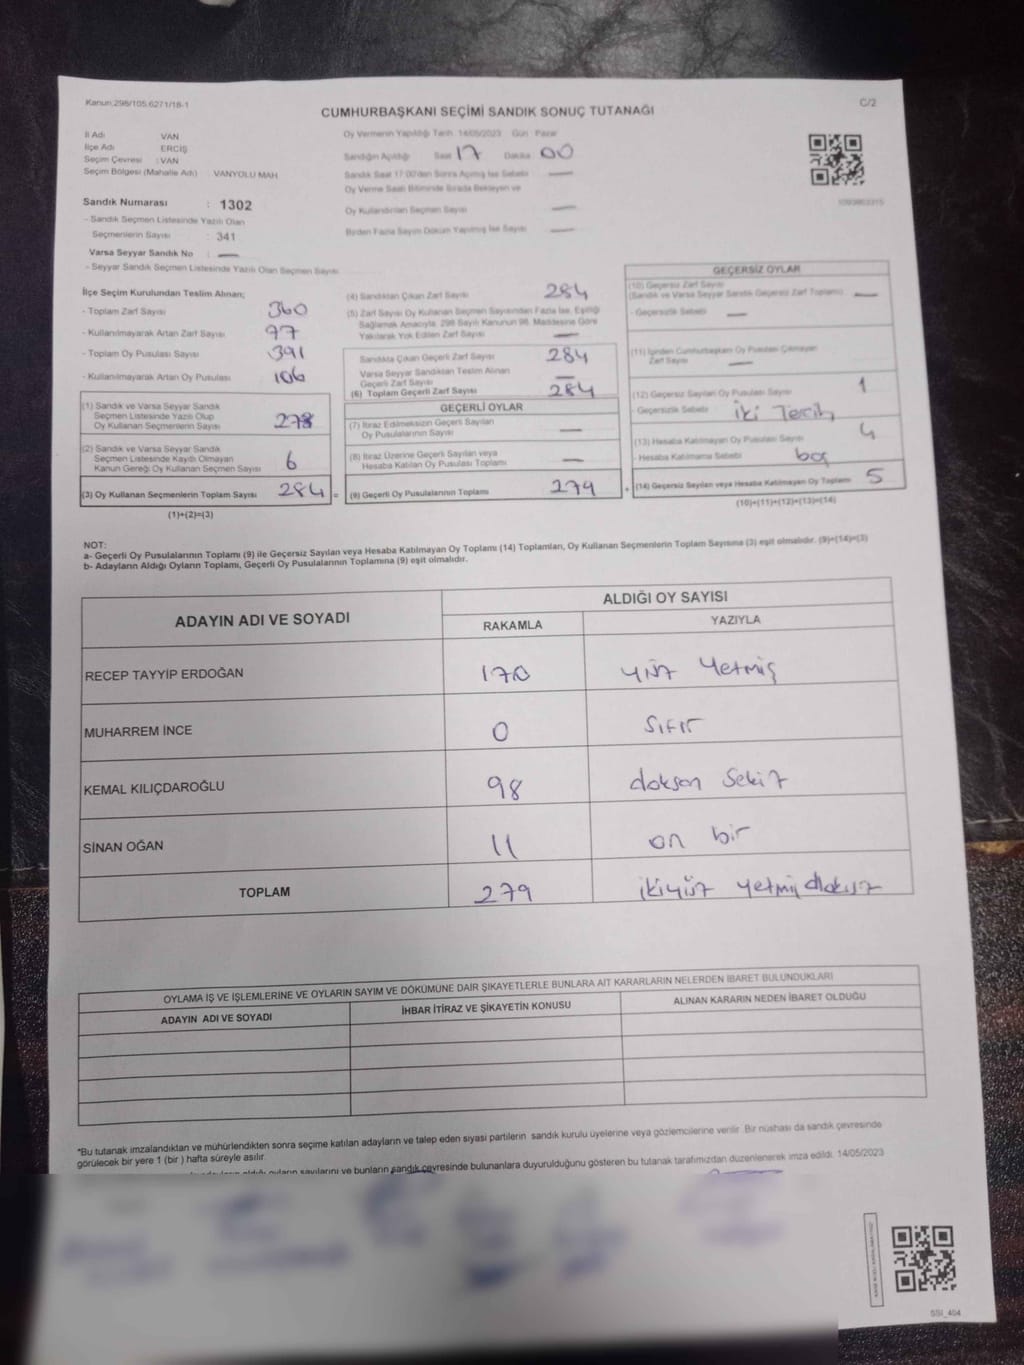 Kanun:298/105,6271/18-1
C/2
CUMHURBAŞKANI SEÇİMİ SANDIK SONUÇ TUTANAĞI
İl Adı VAN
İlçe Adı ERCİŞ
Seçim Çevresi : VAN
Seçim Bölgesi (Mahalle Adı) VANYOLU MAH
Oy Vermenin Yapıldığı Tarih 14/05/2023 Gün : Pazar
Sandığın Açıldığı Saat 17 Dakika 00
Sandık Saat 17:00'den Sonra Açılmış İse Sebebi —
Oy Verme Saati Bitiminde Sırada Bekleyen ve
Oy Kullandırılan Seçmen Sayısı —
Birden Fazla Sayım Döküm Yapılmış İse Sayısı —
Sandık Numarası : 1302
- Sandık Seçmen Listesinde Yazılı Olan
Seçmenlerin Sayısı : 341
Varsa Seyyar Sandık No : —
- Seyyar Sandık Seçmen Listesinde Yazılı Olan Seçmen Sayısı
İlçe Seçim Kurulundan Teslim Alınan;
- Toplam Zarf Sayısı 360
- Kullanılmayarak Artan Zarf Sayısı 77
- Toplam Oy Pusulası Sayısı 391
- Kullanılmayarak Artan Oy Pusulası 106
(1) Sandık ve Varsa Seyyar Sandık
Seçmen Listesinde Yazılı Olup
Oy Kullanan Seçmenlerin Sayısı 278
(2) Sandık ve Varsa Seyyar Sandık
Seçmen Listesinde Kayıtlı Olmayan
Kanun Gereği Oy Kullanan Seçmen Sayısı 6
(3) Oy Kullanan Seçmenlerin Toplam Sayısı 284 =
(1)+(2)=(3)
(4) Sandıktan Çıkan Zarf Sayısı 284
(5) Zarf Sayısı Oy Kullanan Seçmen Sayısından Fazla İse, Eşitliği
Sağlamak Amacıyla, 298 Sayılı Kanunun 98. Maddesine Göre
Yakılarak Yok Edilen Zarf Sayısı —
Sandıkta Çıkan Geçerli Zarf Sayısı 284
Varsa Seyyar Sandıktan Teslim Alınan
Geçerli Zarf Sayısı —
(6) Toplam Geçerli Zarf Sayısı 284
GEÇERLİ OYLAR
(7) İtiraz Edilmeksizin Geçerli Sayılan
Oy Pusulalarının Sayısı —
(8) İtiraz Üzerine Geçerli Sayılan veya
Hesaba Katılan Oy Pusulası Toplamı —
(9) Geçerli Oy Pusulalarının Toplamı 279 +
GEÇERSİZ OYLAR
(10) Geçersiz Zarf Sayısı
(Sandık ve Varsa Seyyar Sandık Geçersiz Zarf Toplamı) —
- Geçersizlik Sebebi —
(11) İçinden Cumhurbaşkanı Oy Pusulası Çıkmayan
Zarf Sayısı —
(12) Geçersiz Sayılan Oy Pusulası Sayısı 1
- Geçersizlik Sebebi iki Tercih
(13) Hesaba Katılmayan Oy Pusulası Sayısı 4
- Hesaba Katılmama Sebebi boş
(14) Geçersiz Sayılan veya Hesaba Katılmayan Oy Toplamı 5
(10)+(11)+(12)+(13)=(14)
NOT:
a- Geçerli Oy Pusulalarının Toplamı (9) ile Geçersiz Sayılan veya Hesaba Katılmayan Oy Toplamı (14) Toplamları, Oy Kullanan Seçmenlerin Toplam Sayısına (3) eşit olmalıdır. (9)+(14)=(3)
b- Adayların Aldığı Oyların Toplamı, Geçerli Oy Pusulalarının Toplamına (9) eşit olmalıdır.
ADAYIN ADI VE SOYADI
ALDIĞI OY SAYISI
RAKAMLA YAZIYLA
RECEP TAYYİP ERDOĞAN 170 yüz yetmiş
MUHARREM İNCE 0 Sıfır
KEMAL KILIÇDAROĞLU 98 doksan sekiz
SİNAN OĞAN 11 on bir
TOPLAM 279 ikiyüz yetmiş dokuz
OYLAMA İŞ VE İŞLEMLERİNE VE OYLARIN SAYIM VE DÖKÜMÜNE DAİR ŞİKAYETLERLE BUNLARA AİT KARARLARIN NELERDEN İBARET BULUNDUKLARI
ADAYIN ADI VE SOYADI İHBAR İTİRAZ VE ŞİKAYETİN KONUSU ALINAN KARARIN NEDEN İBARET OLDUĞU
*Bu tutanak imzalandıktan ve mühürlendikten sonra seçime katılan adayların ve talep eden siyasi partilerin sandık kurulu üyelerine veya gözlemcilerine verilir. Bir nüshası da sandık çevresinde
görülecek bir yere 1 (bir) hafta süreyle asılır.
aldığı oyların sayılarını ve bunların sandık çevresinde bulunanlara duyurulduğunu gösteren bu tutanak tarafımızdan düzenlenerek imza edildi. 14/05/2023
SSI_404